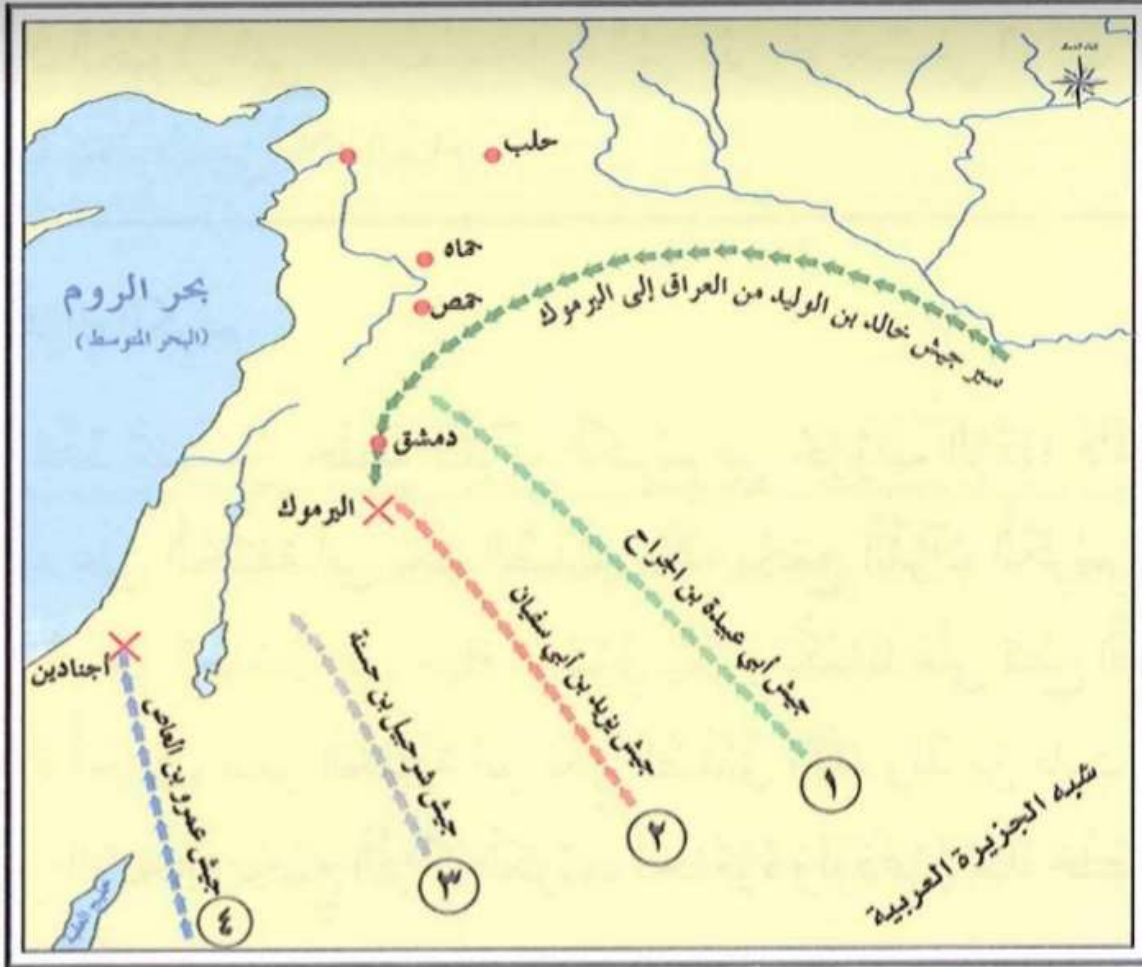 حلب
حماه
حمص
بحر الروم
(البحر المتوسط)
سير جيش خالد بن الوليد من العراق إلى اليرموك
دمشق
اليرموك
أجنادين
جيش أبي عبيدة بن الجراح
١
جيش يزيد بن أبي سفيان
٢
جيش شرحبيل بن حسنة
٣
جيش عمرو بن العاص
٤
شبه الجزيرة العربية